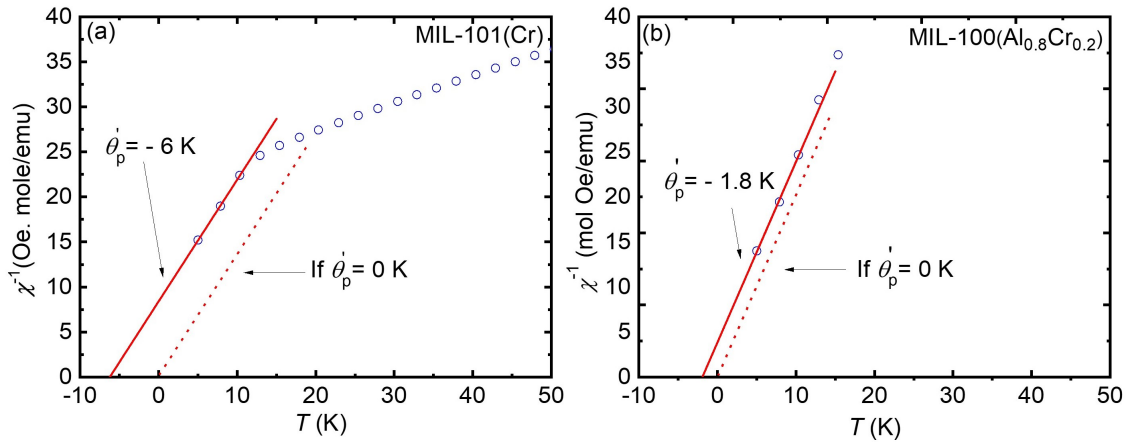 (a) MIL-101(Cr)
40
35
30
25
20
15
10
5
0
χ⁻¹(Oe. mole/emu)
θ'ₚ= - 6 K
If θ'ₚ= 0 K
-10 0 10 20 30 40 50
T (K)
(b) MIL-100(Al₀.₈Cr₀.₂)
40
35
30
25
20
15
10
5
0
χ⁻¹ (mol Oe/emu)
θ'ₚ= - 1.8 K
If θ'ₚ= 0 K
-10 0 10 20 30 40 50
T (K)